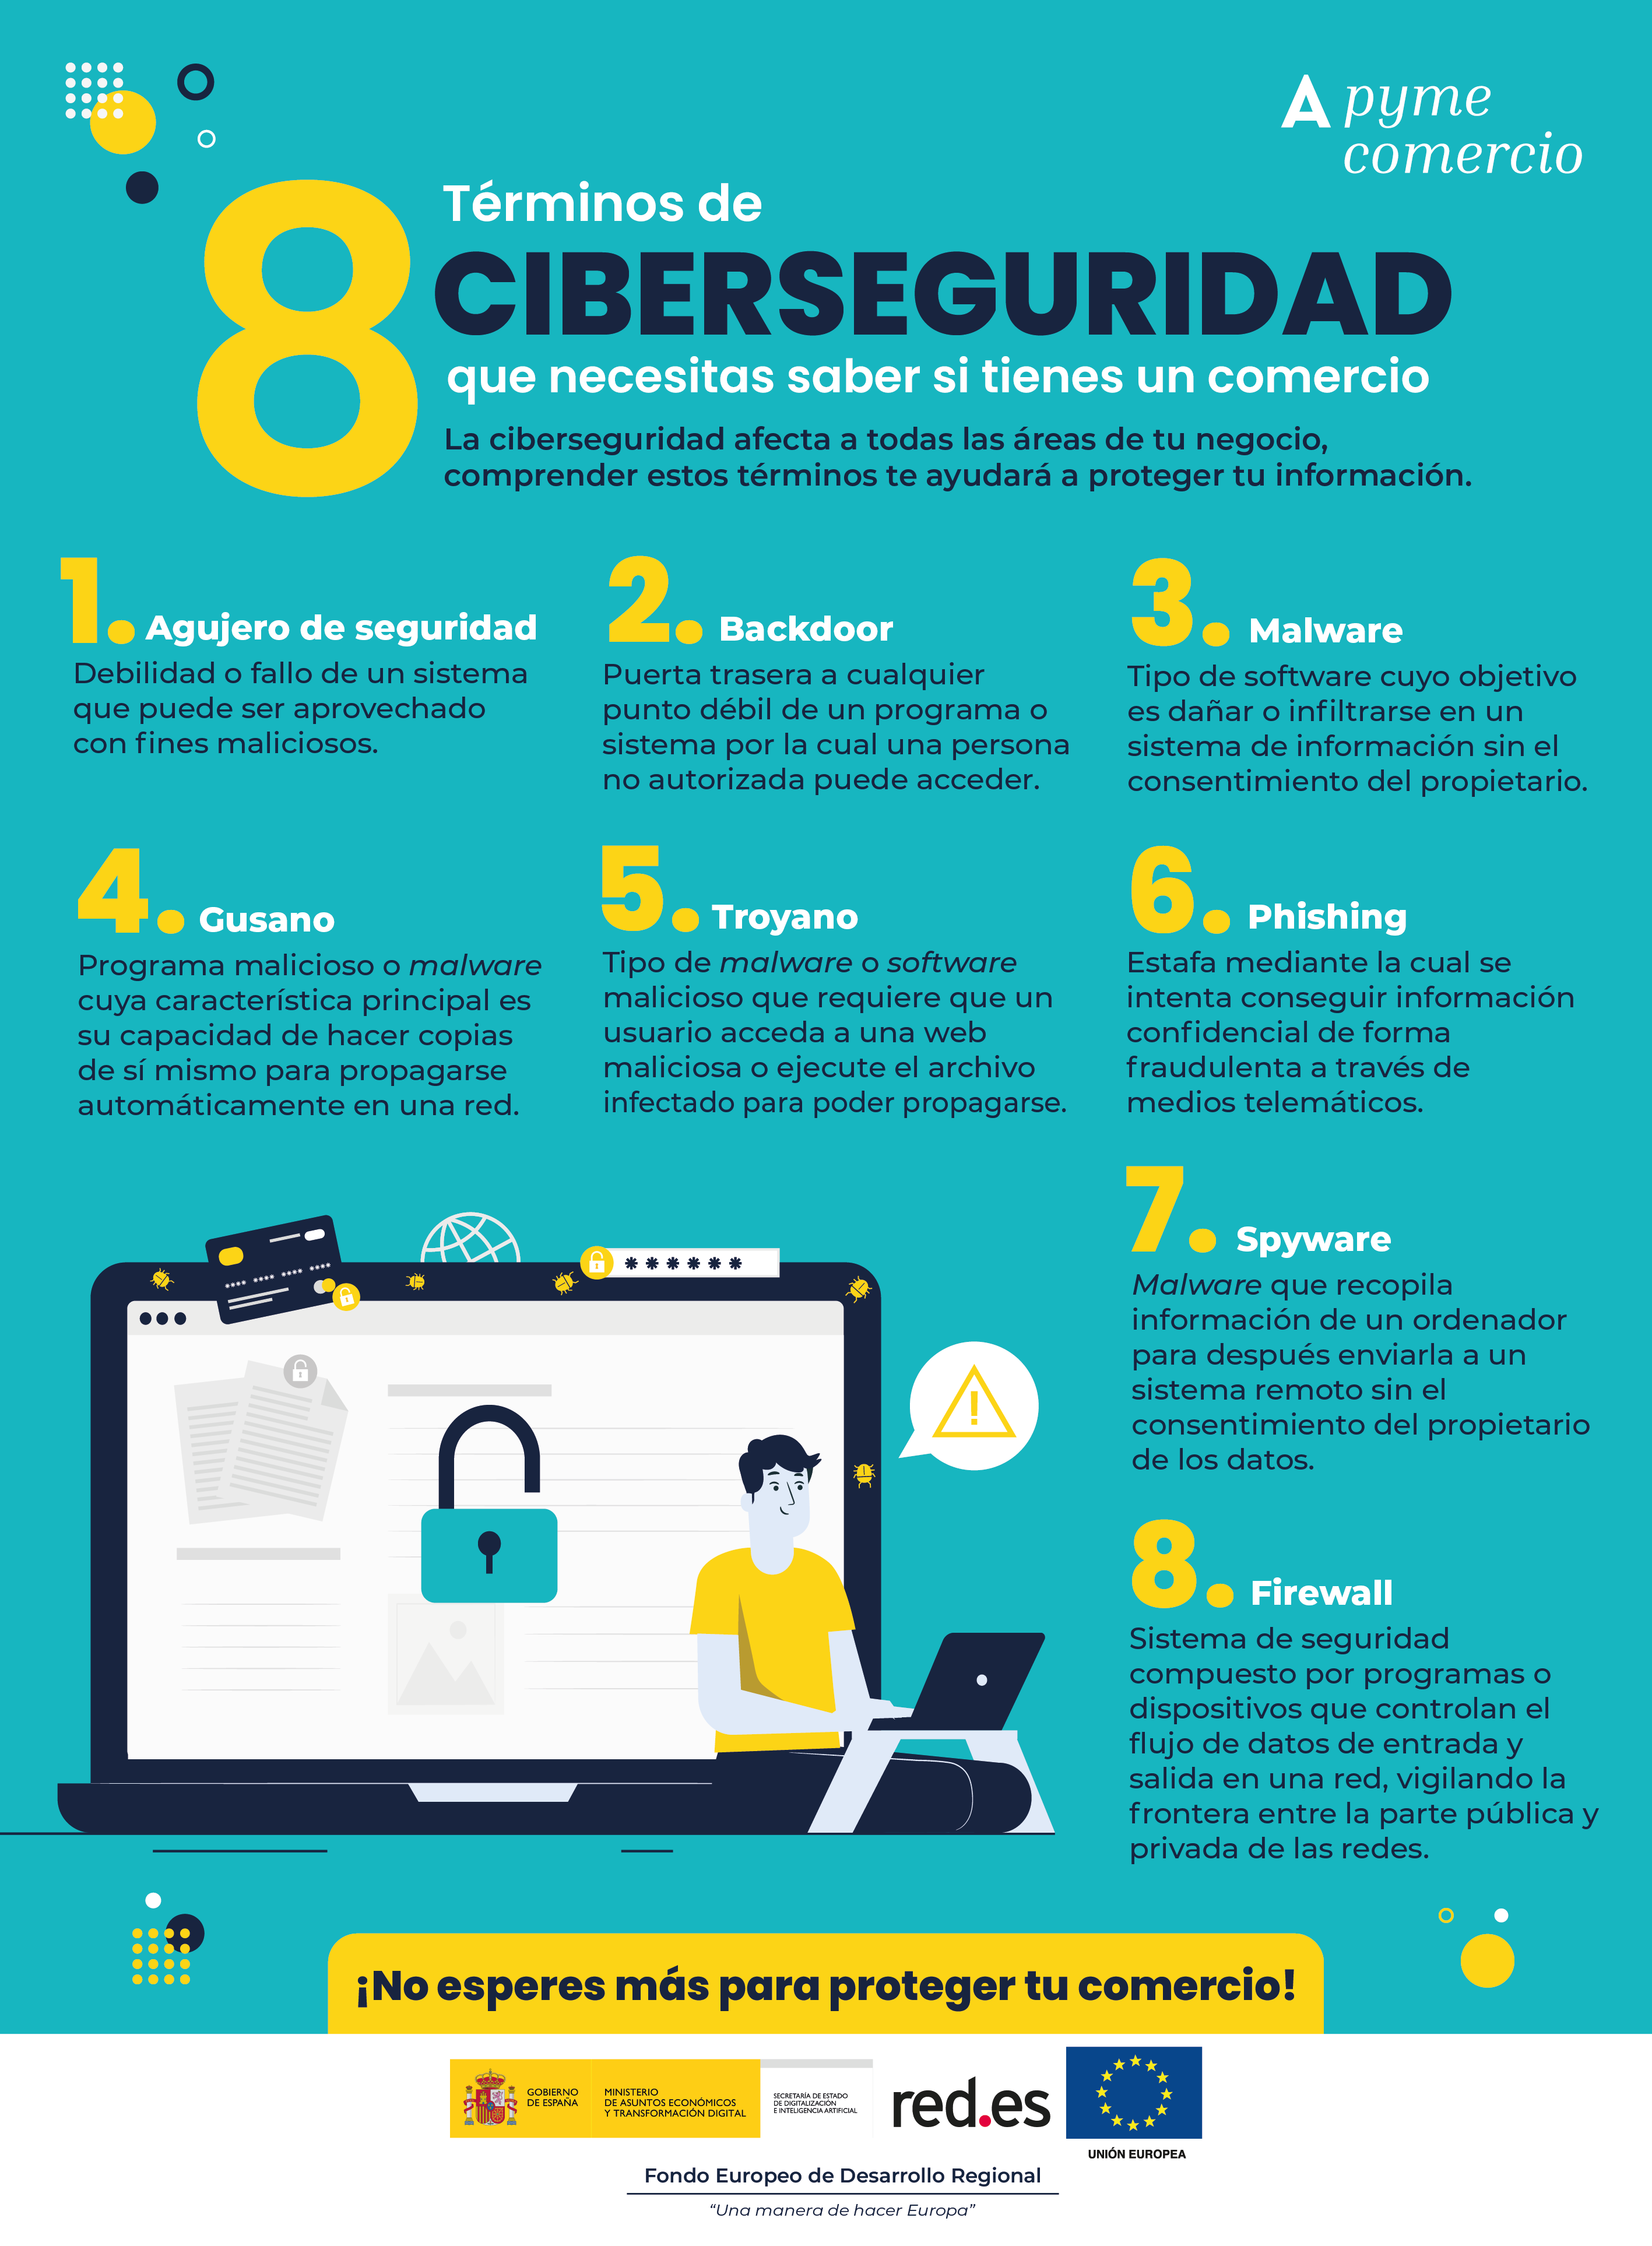 A pyme
comercio
8
Términos de
CIBERSEGURIDAD
que necesitas saber si tienes un comercio
La ciberseguridad afecta a todas las áreas de tu negocio,
comprender estos términos te ayudará a proteger tu información.
1. Agujero de seguridad
Debilidad o fallo de un sistema
que puede ser aprovechado
con fines maliciosos.
2. Backdoor
Puerta trasera a cualquier
punto débil de un programa o
sistema por la cual una persona
no autorizada puede acceder.
3. Malware
Tipo de software cuyo objetivo
es dañar o infiltrarse en un
sistema de información sin el
consentimiento del propietario.
4. Gusano
Programa malicioso o malware
cuya característica principal es
su capacidad de hacer copias
de sí mismo para propagarse
automáticamente en una red.
5. Troyano
Tipo de malware o software
malicioso que requiere que un
usuario acceda a una web
maliciosa o ejecute el archivo
infectado para poder propagarse.
6. Phishing
Estafa mediante la cual se
intenta conseguir información
confidencial de forma
fraudulenta a través de
medios telemáticos.
7. Spyware
Malware que recopila
información de un ordenador
para después enviarla a un
sistema remoto sin el
consentimiento del propietario
de los datos.
8. Firewall
Sistema de seguridad
compuesto por programas o
dispositivos que controlan el
flujo de datos de entrada y
salida en una red, vigilando la
frontera entre la parte pública y
privada de las redes.
**** **** **** ****
******
!
¡No esperes más para proteger tu comercio!
GOBIERNO
DE ESPAÑA
MINISTERIO
DE ASUNTOS ECONÓMICOS
Y TRANSFORMACIÓN DIGITAL
SECRETARÍA DE ESTADO
DE DIGITALIZACIÓN
E INTELIGENCIA ARTIFICIAL
red.es
UNIÓN EUROPEA
Fondo Europeo de Desarrollo Regional
“Una manera de hacer Europa”